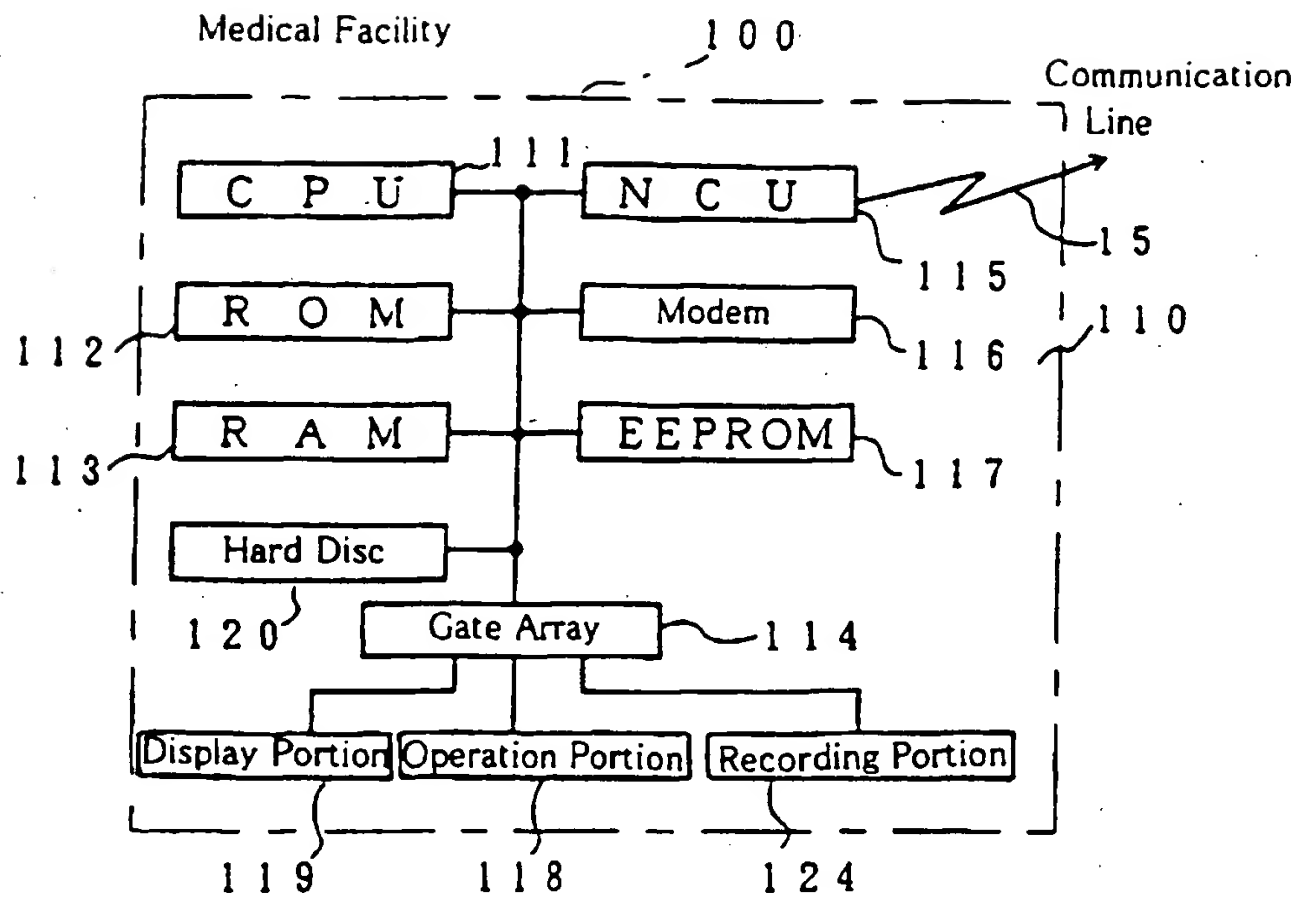 Medical Facility
100
Communication
Line
111
CPU
NCU
15
115
ROM
Modem
110
112
116
RAM
EEPROM
113
117
Hard Disc
120
Gate Array
114
Display Portion
Operation Portion
Recording Portion
119
118
124